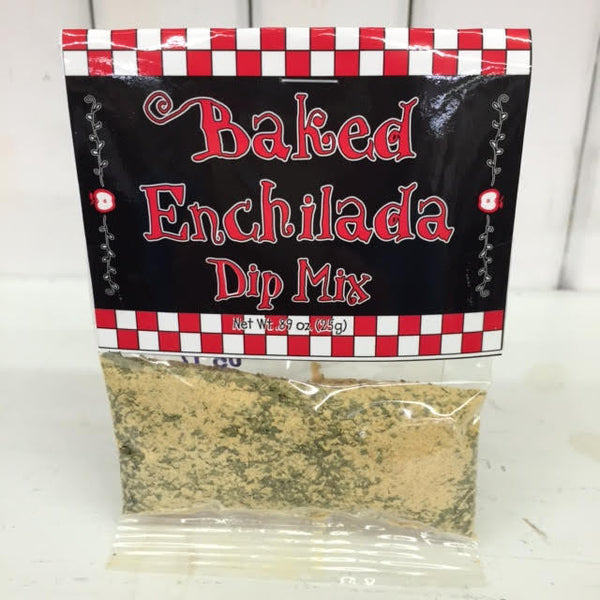 Baked
Enchilada
Dip Mix
Net Wt. .89 oz. (25g)